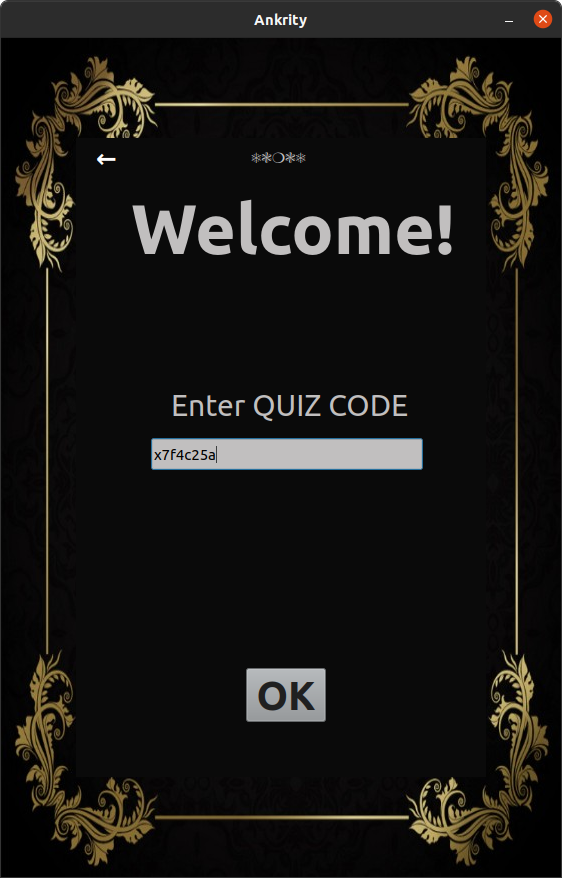 Ankrity
←
❄❃❍❃❄
Welcome!
Enter QUIZ CODE
x7f4c25a
OK